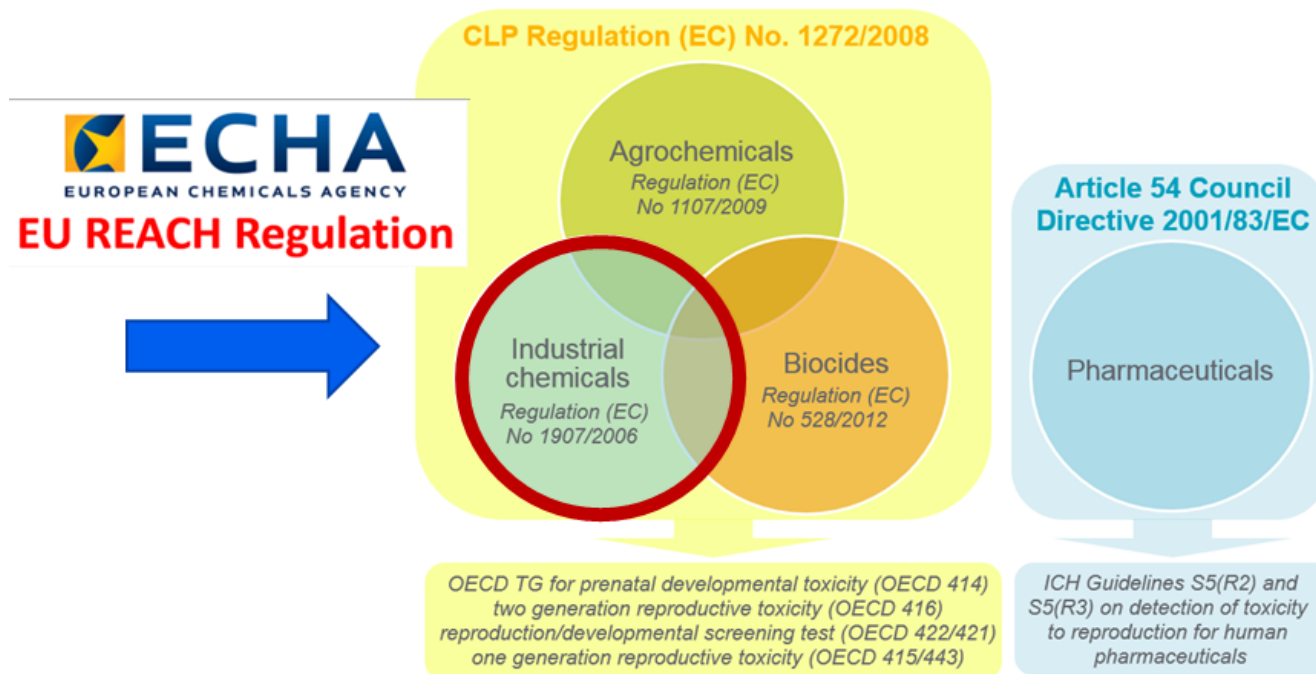 CLP Regulation (EC) No. 1272/2008
ECHA
EUROPEAN CHEMICALS AGENCY
EU REACH Regulation
Agrochemicals
Regulation (EC)
No 1107/2009
Industrial
chemicals
Regulation (EC)
No 1907/2006
Biocides
Regulation (EC)
No 528/2012
Article 54 Council
Directive 2001/83/EC
Pharmaceuticals
OECD TG for prenatal developmental toxicity (OECD 414)
two generation reproductive toxicity (OECD 416)
reproduction/developmental screening test (OECD 422/421)
one generation reproductive toxicity (OECD 415/443)
ICH Guidelines S5(R2) and
S5(R3) on detection of toxicity
to reproduction for human
pharmaceuticals